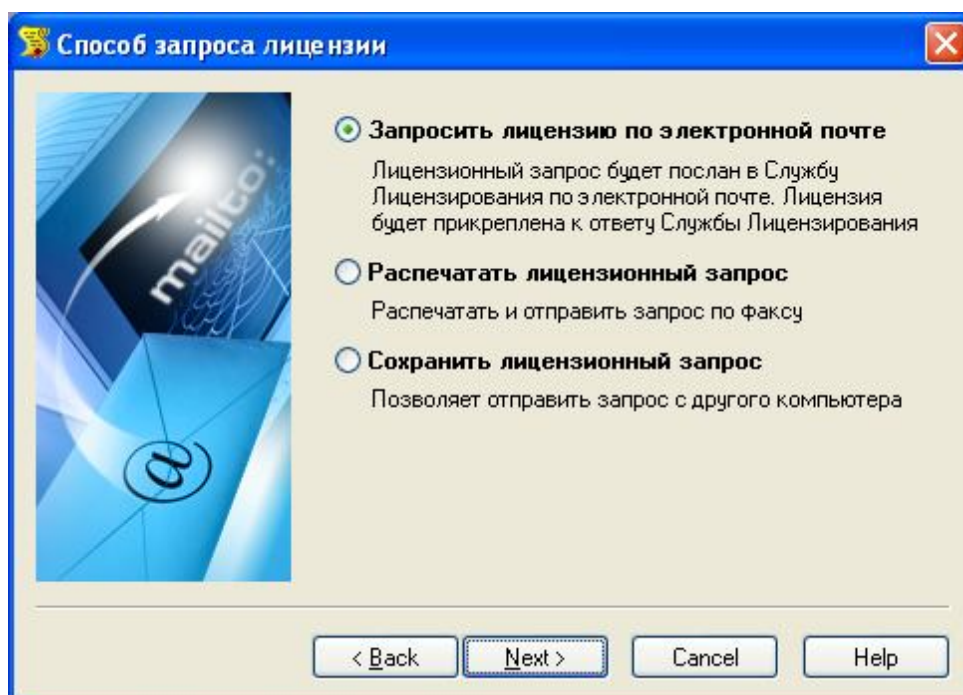 Способ запроса лицензии
mailto:
@
Запросить лицензию по электронной почте
Лицензионный запрос будет послан в Службу
Лицензирования по электронной почте. Лицензия
будет прикреплена к ответу Службы Лицензирования
Распечатать лицензионный запрос
Распечатать и отправить запрос по факсу
Сохранить лицензионный запрос
Позволяет отправить запрос с другого компьютера
< Back
Next >
Cancel
Help